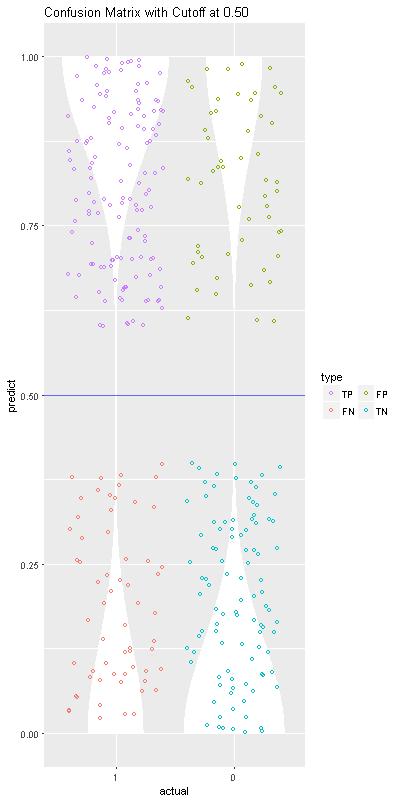 Confusion Matrix with Cutoff at 0.50
1.00
0.75
0.50
0.25
0.00
predict
1 0
actual
type
TP FP
FN TN